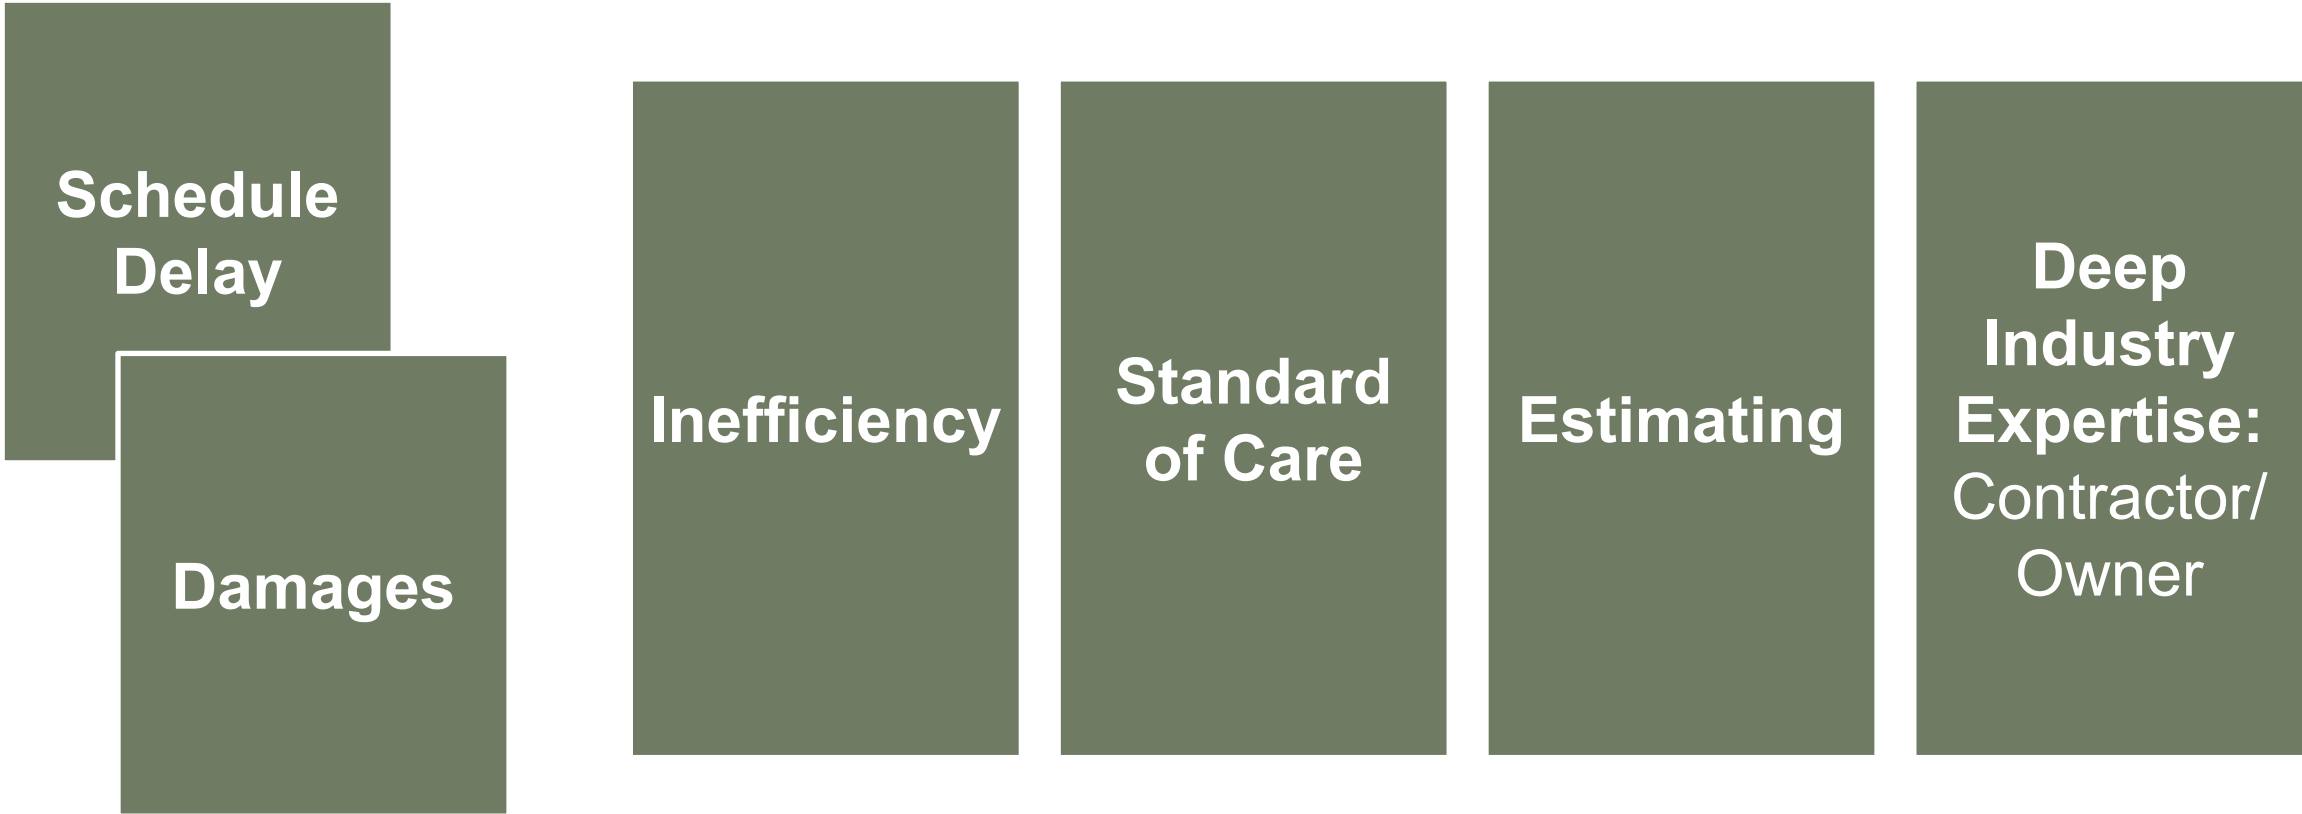 Schedule
Delay
Damages
Inefficiency
Standard
of Care
Estimating
Deep
Industry
Expertise:
Contractor/
Owner